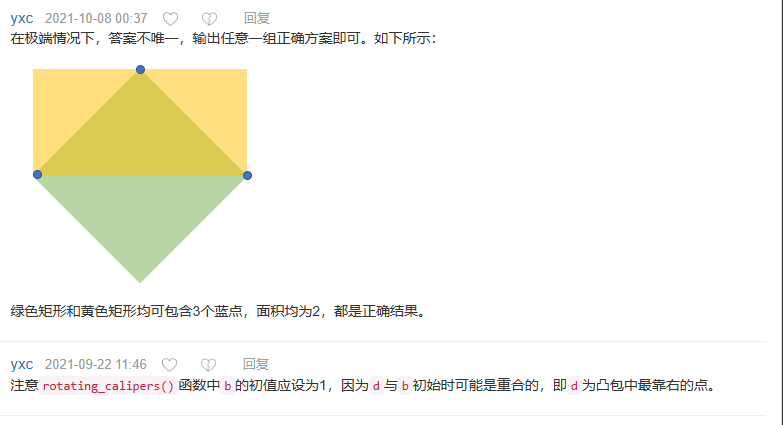 yxc 2021-10-08 00:37 回复
在极端情况下，答案不唯一，输出任意一组正确方案即可。如下所示：
绿色矩形和黄色矩形均可包含3个蓝点，面积均为2，都是正确结果。
yxc 2021-09-22 11:46 回复
注意 rotating_calipers() 函数中 b 的初值应设为1，因为 d 与 b 初始时可能是重合的，即 d 为凸包中最靠右的点。